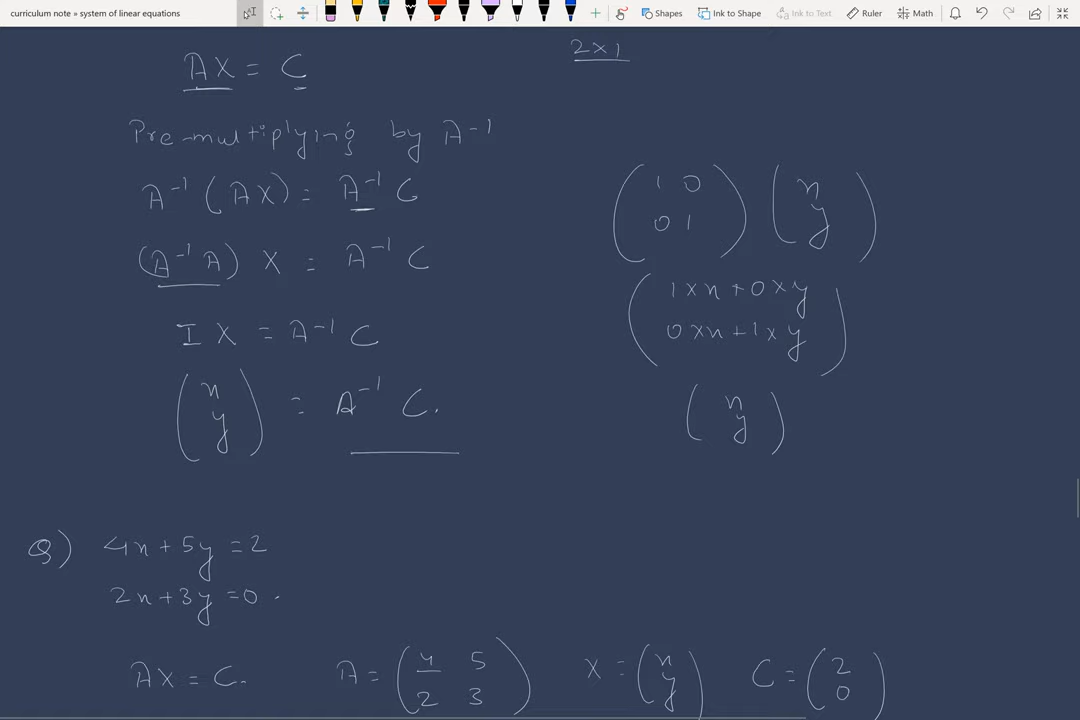 curriculum note » system of linear equations
Shapes Ink to Shape Ink to Text Ruler Math
AX = C
2×1
Pre-multiplying by A⁻¹
A⁻¹ (AX) = A⁻¹ C
(A⁻¹ A) X = A⁻¹ C
I X = A⁻¹ C
(x y) = A⁻¹ C.
(1 0
0 1) (x y)
(1×x+0×y
0×x+1×y)
(x y)
Q) 4x+5y=2
2x+3y=0.
AX = C. A = (4 5 X = (x C = (2
2 3) y) 0)